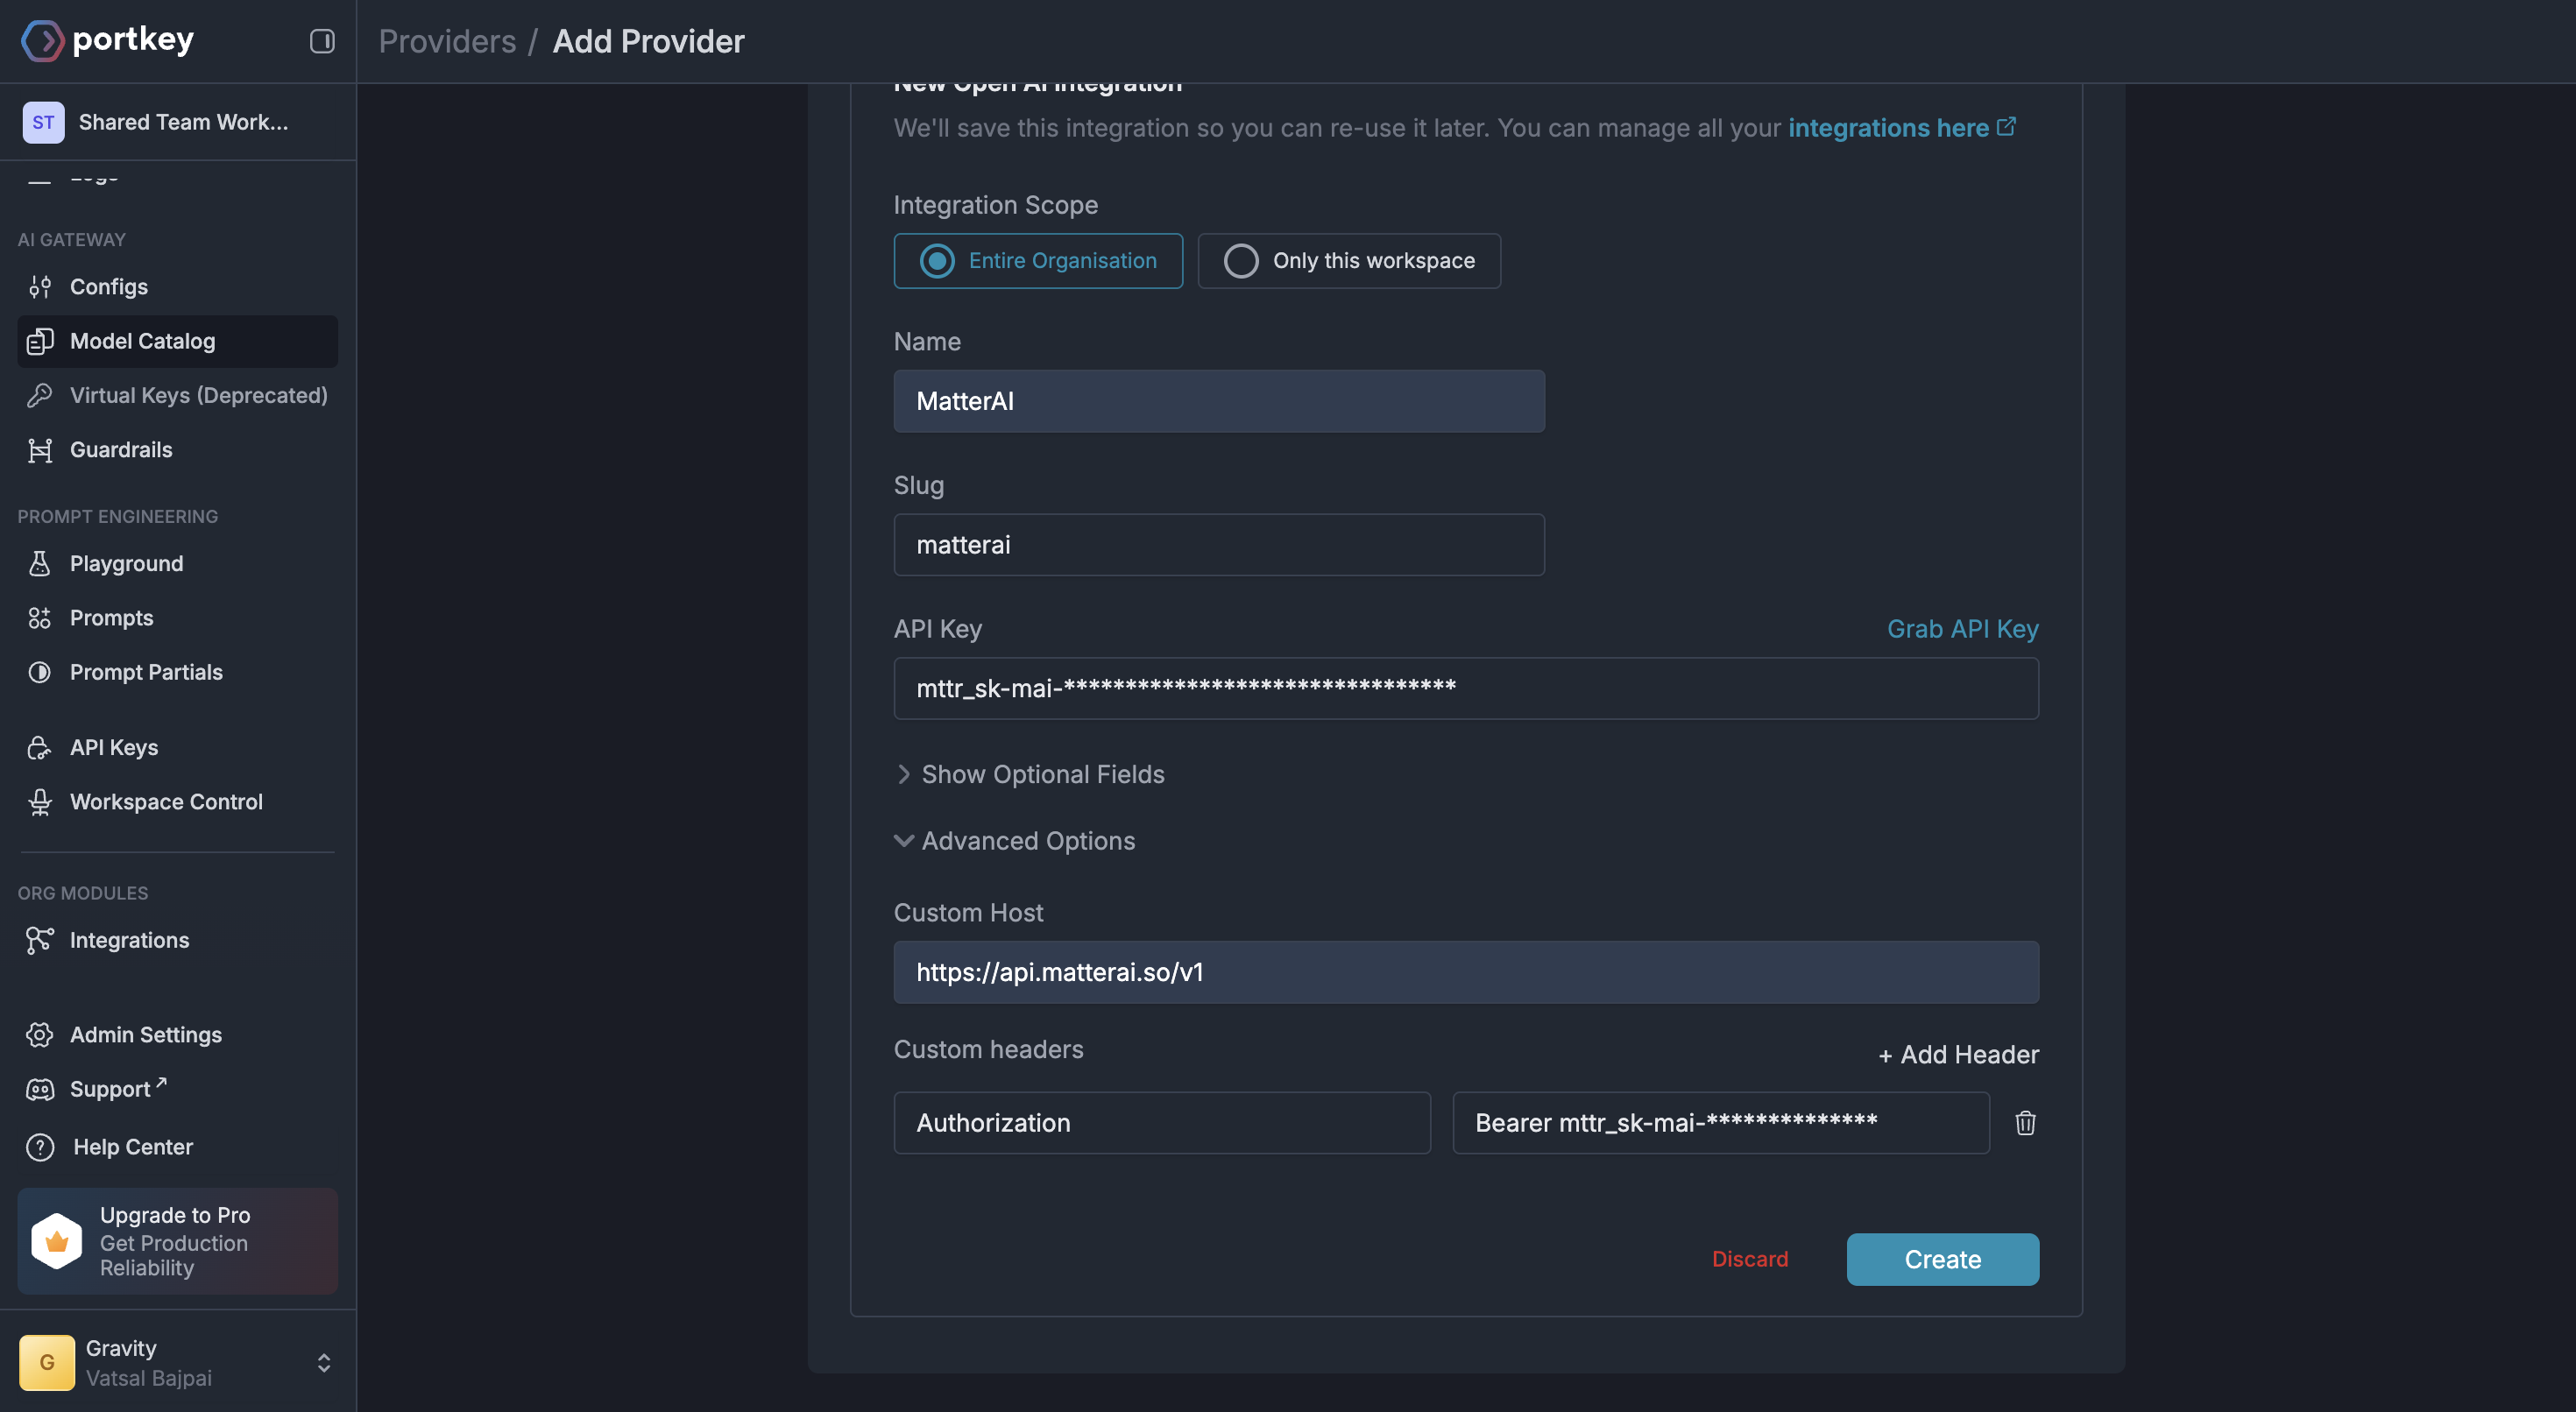 portkey
Providers / Add Provider
ST Shared Team Work...
Logs
AI GATEWAY
Configs
Model Catalog
Virtual Keys (Deprecated)
Guardrails
PROMPT ENGINEERING
Playground
Prompts
Prompt Partials
API Keys
Workspace Control
ORG MODULES
Integrations
Admin Settings
Support
Help Center
Upgrade to Pro
Get Production
Reliability
G
Gravity
Vatsal Bajpai
New Open AI Integration
We'll save this integration so you can re-use it later. You can manage all your integrations here
Integration Scope
Entire Organisation
Only this workspace
Name
MatterAI
Slug
matterai
API Key
Grab API Key
mttr_sk-mai-********************************
Show Optional Fields
Advanced Options
Custom Host
https://api.matterai.so/v1
Custom headers
+ Add Header
Authorization
Bearer mttr_sk-mai-**************
Discard
Create